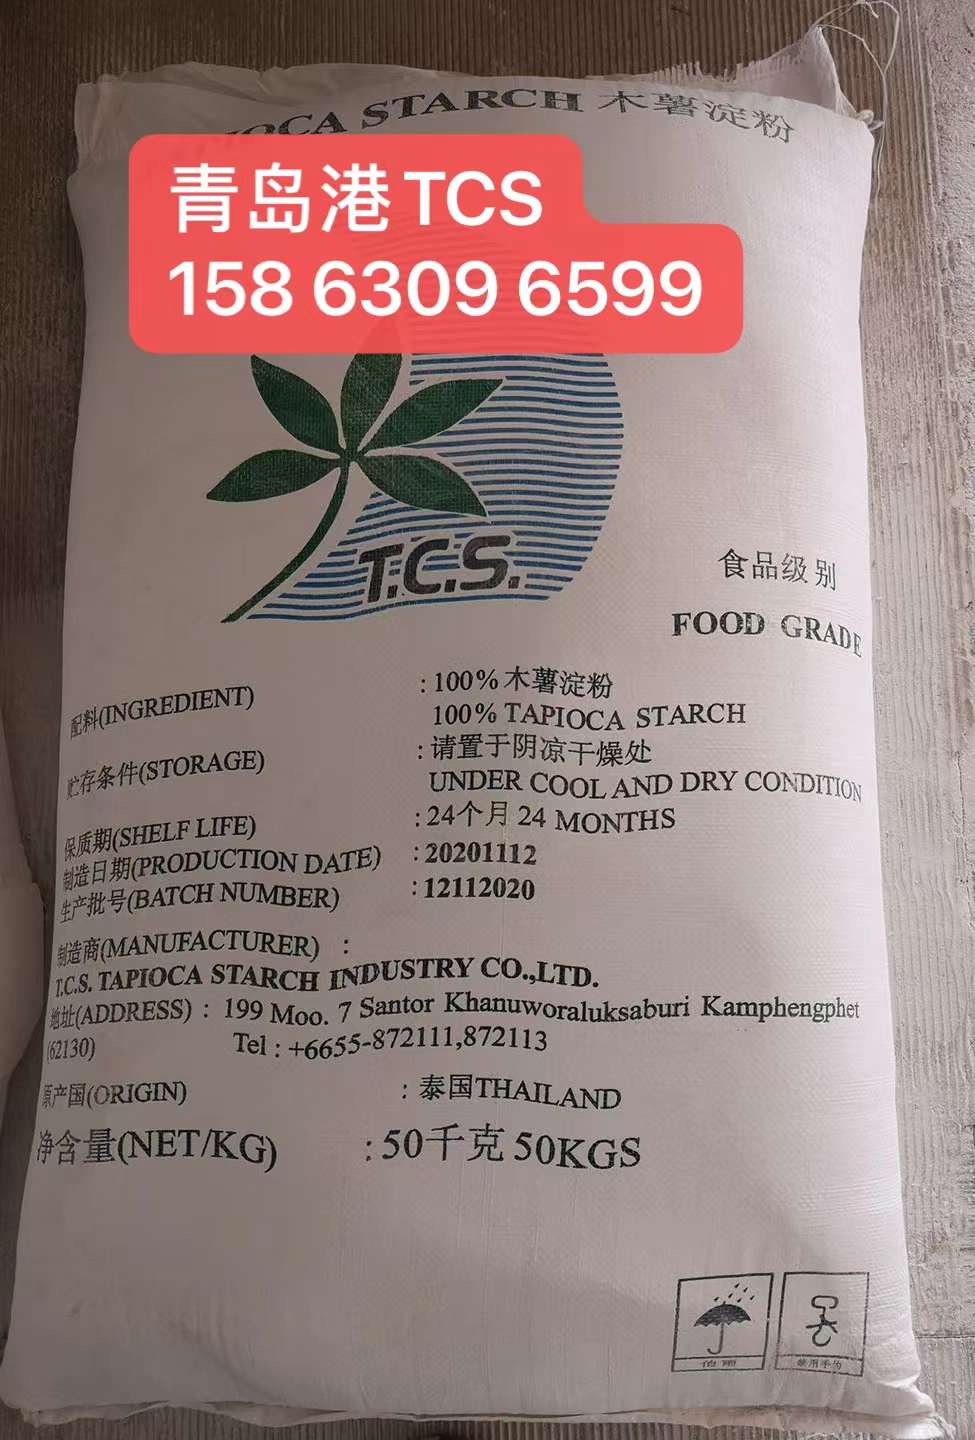 TAPIOCA STARCH 木薯淀粉
青岛港TCS
158 6309 6599
T.C.S.
食品级别
FOOD GRADE
配料(INGREDIENT) :100%木薯淀粉
100% TAPIOCA STARCH
贮存条件(STORAGE) :请置于阴凉干燥处
UNDER COOL AND DRY CONDITION
保质期(SHELF LIFE) :24个月 24 MONTHS
制造日期(PRODUCTION DATE) :20201112
生产批号(BATCH NUMBER) :12112020
制造商(MANUFACTURER) :
T.C.S. TAPIOCA STARCH INDUSTRY CO.,LTD.
地址(ADDRESS) : 199 Moo. 7 Santor Khanuworaluksaburi Kamphengphet
(62130) Tel : +6655-872111,872113
原产国(ORIGIN) : 泰国THAILAND
净含量(NET/KG) :50千克 50KGS
怕雨
禁用手钩